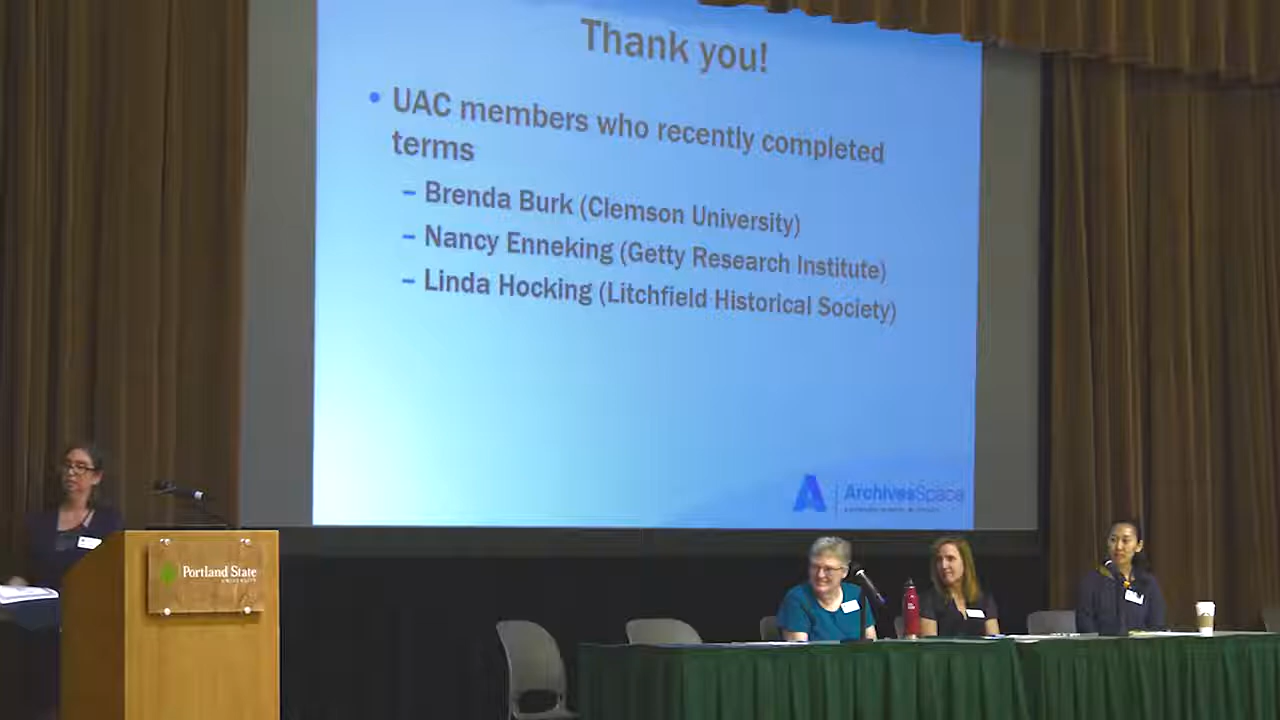 Thank you!
• UAC members who recently completed
terms
– Brenda Burk (Clemson University)
– Nancy Enneking (Getty Research Institute)
– Linda Hocking (Litchfield Historical Society)
ArchivesSpace
Portland State
UNIVERSITY